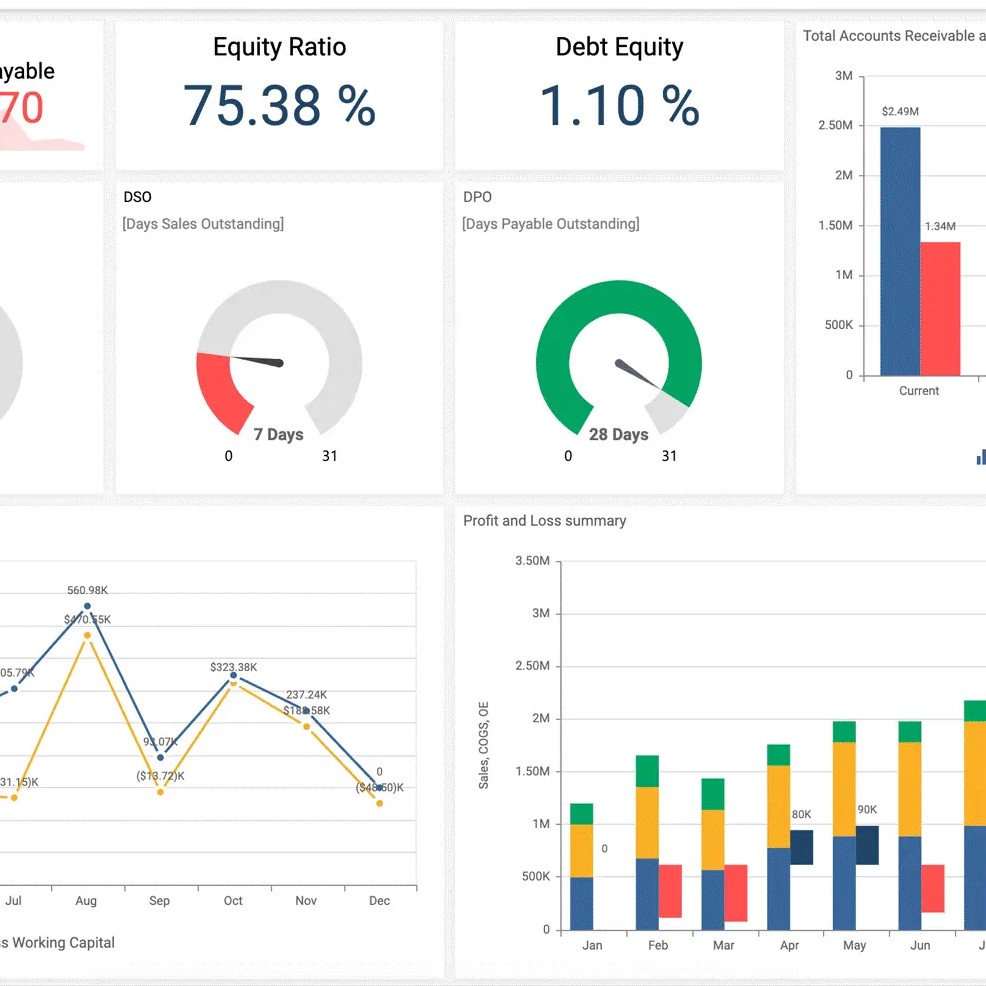 ayable
70
Equity Ratio
75.38 %
Debt Equity
1.10 %
Total Accounts Receivable a
3M
2.50M
2M
1.50M
1M
500K
0
$2.49M
1.34M
Current
DSO
[Days Sales Outstanding]
7 Days
0
31
DPO
[Days Payable Outstanding]
28 Days
0
31
05.79K
560.98K
$470.55K
93.07K
$323.38K
237.24K
0
31.15)K
($13.72)K
($48.60)K
Jul
Aug
Sep
Oct
Nov
Dec
s Working Capital
Profit and Loss summary
Sales, COGS, OE
3.50M
3M
2.50M
2M
1.50M
1M
500K
0
0
80K
90K
Jan
Feb
Mar
Apr
May
Jun
J